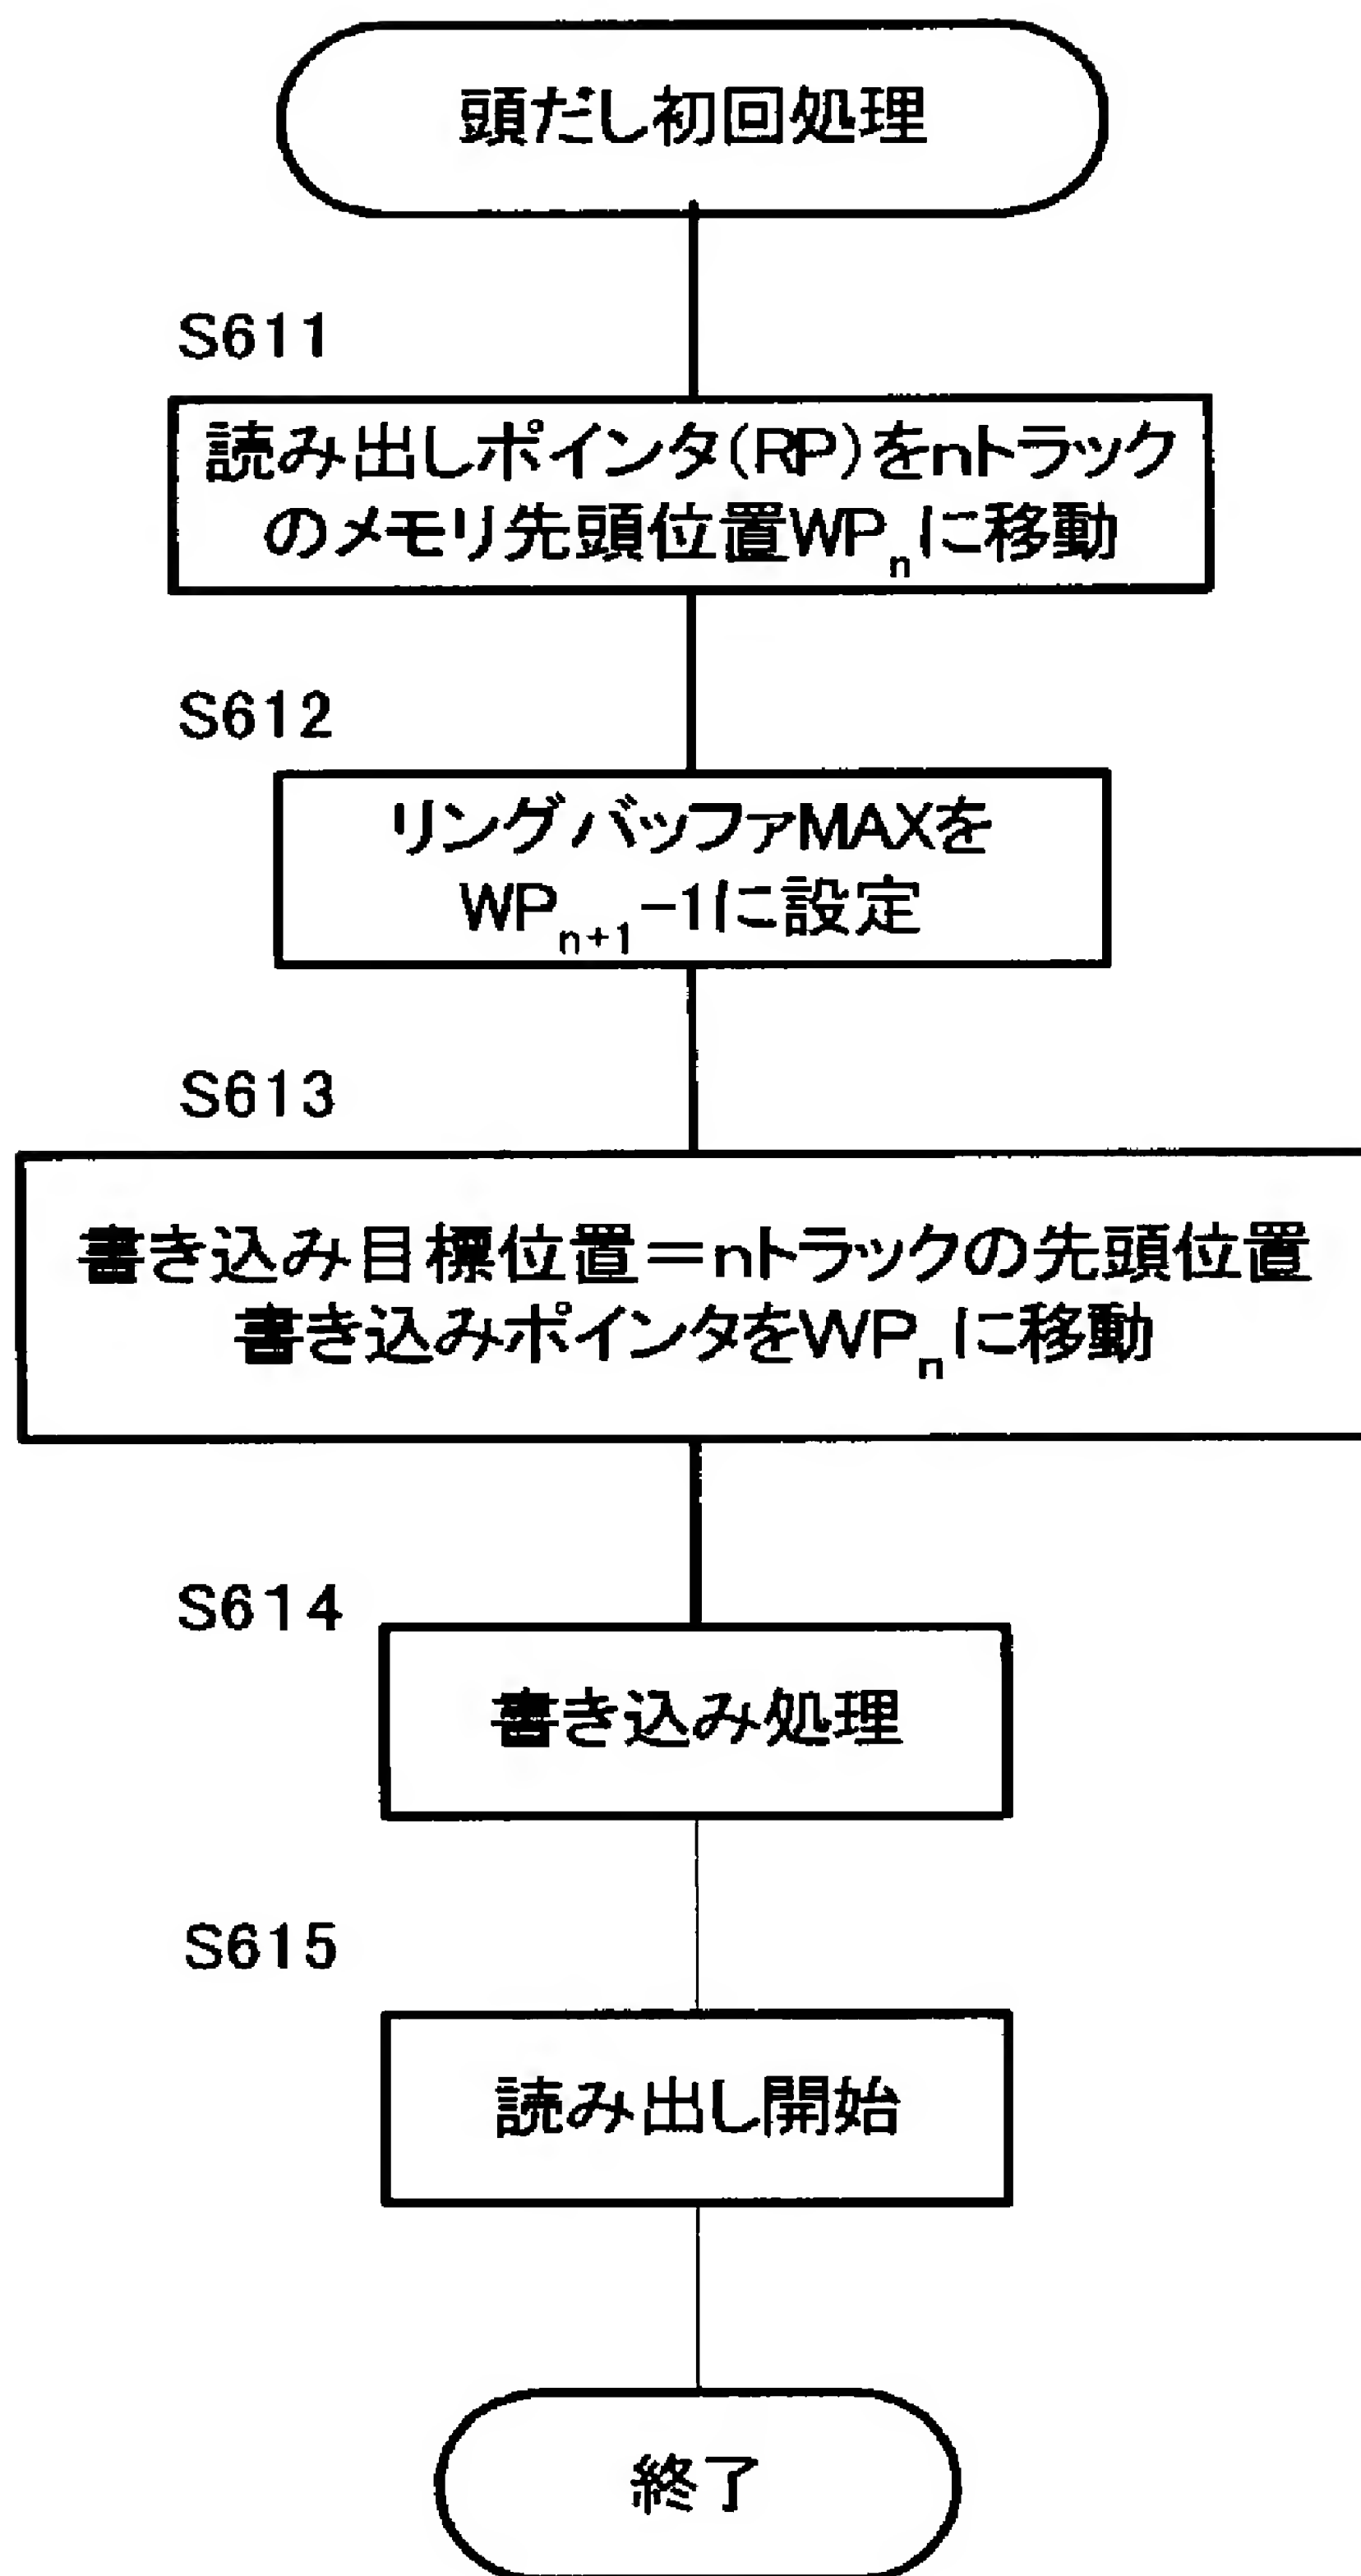 頭だし初回処理
S611
読み出しポインタ(RP)をnトラック
のメモリ先頭位置WPnに移動
S612
リングバッファMAXを
WPn+1-1に設定
S613
書き込み目標位置=nトラックの先頭位置
書き込みポインタをWPnに移動
S614
書き込み処理
S615
読み出し開始
終了